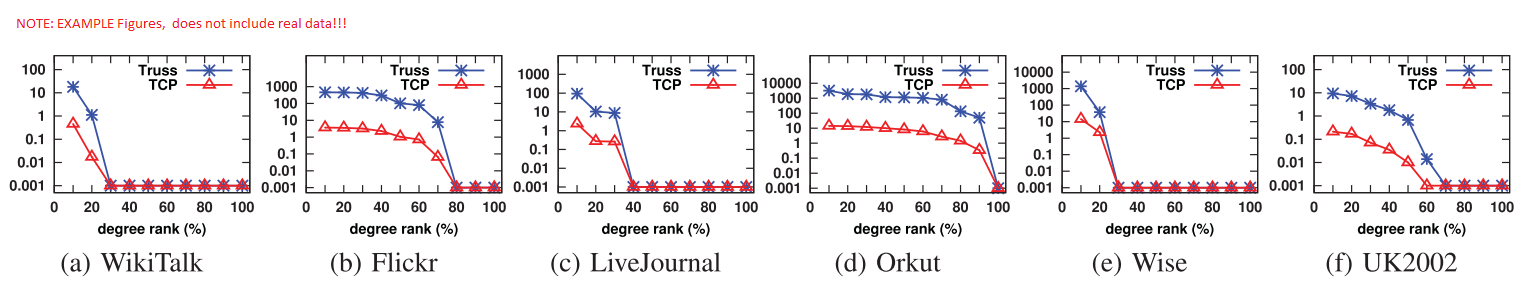 NOTE: EXAMPLE Figures, does not include real data!!!
100
10
1
0.1
0.01
0.001
0 20 40 60 80 100
degree rank (%)
Truss
TCP
(a) WikiTalk
1000
100
10
1
0.1
0.01
0.001
0 20 40 60 80 100
degree rank (%)
Truss
TCP
(b) Flickr
1000
100
10
1
0.1
0.01
0.001
0 20 40 60 80 100
degree rank (%)
Truss
TCP
(c) LiveJournal
10000
1000
100
10
1
0.1
0.01
0.001
0 20 40 60 80 100
degree rank (%)
Truss
TCP
(d) Orkut
10000
1000
100
10
1
0.1
0.01
0.001
0 20 40 60 80 100
degree rank (%)
Truss
TCP
(e) Wise
100
10
1
0.1
0.01
0.001
0 20 40 60 80 100
degree rank (%)
Truss
TCP
(f) UK2002